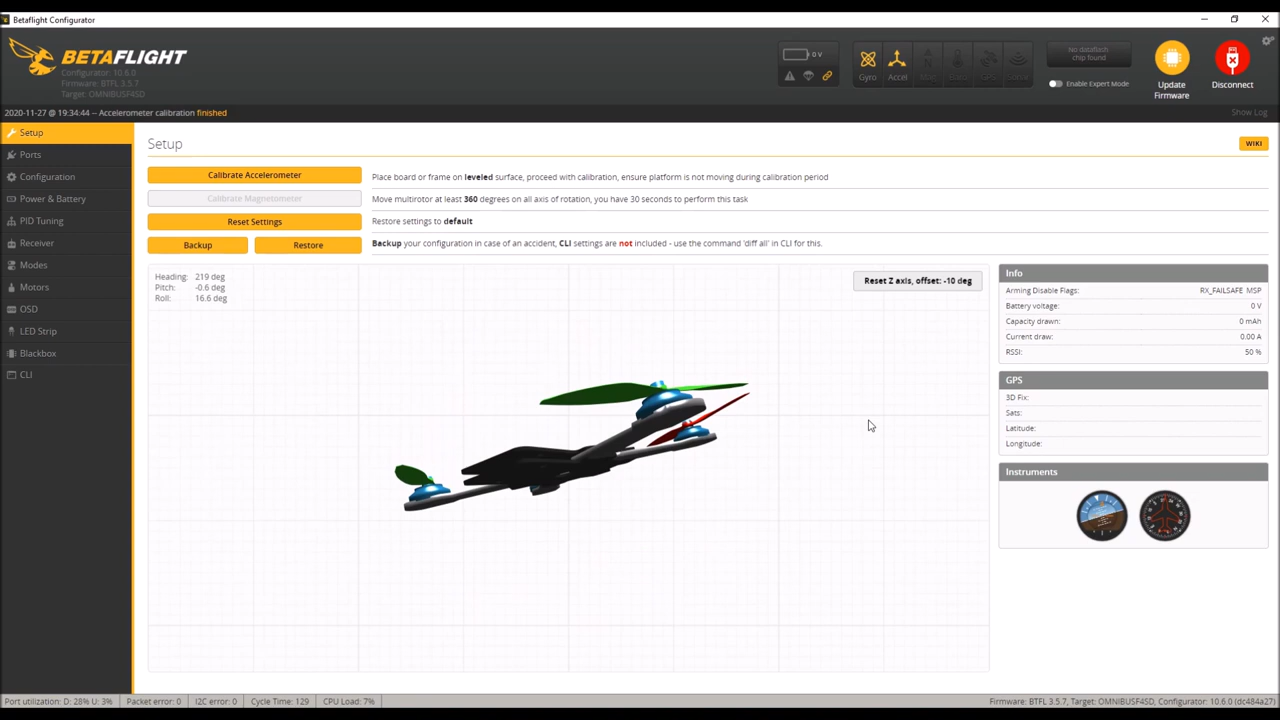 Betaflight Configurator
BETAFLIGHT
Configurator: 10.6.0
Firmware: BTFL 3.5.7
Target: OMNIBUSF4SD
0 V
Gyro
Accel
Mag
Baro
GPS
Sonar
No dataflash
chip found
Enable Expert Mode
Update
Firmware
Disconnect
2020-11-27 @ 19:34:44 -- Accelerometer calibration finished
Show Log
Setup
Ports
Configuration
Power & Battery
PID Tuning
Receiver
Modes
Motors
OSD
LED Strip
Blackbox
CLI
Setup
WIKI
Calibrate Accelerometer
Place board or frame on leveled surface, proceed with calibration, ensure platform is not moving during calibration period
Calibrate Magnetometer
Move multirotor at least 360 degrees on all axis of rotation, you have 30 seconds to perform this task
Reset Settings
Restore settings to default
Backup
Restore
Backup your configuration in case of an accident, CLI settings are not included - use the command 'diff all' in CLI for this.
Heading: 219 deg
Pitch: -0.6 deg
Roll: 16.6 deg
Reset Z axis, offset: -10 deg
Info
Arming Disable Flags: RX_FAILSAFE MSP
Battery voltage: 0 V
Capacity drawn: 0 mAh
Current draw: 0.00 A
RSSI: 50 %
GPS
3D Fix:
Sats:
Latitude:
Longitude:
Instruments
Port utilization: D: 28% U: 3%
Packet error: 0
I2C error: 0
Cycle Time: 129
CPU Load: 7%
Firmware: BTFL 3.5.7, Target: OMNIBUSF4SD, Configurator: 10.6.0 (dc484a27)